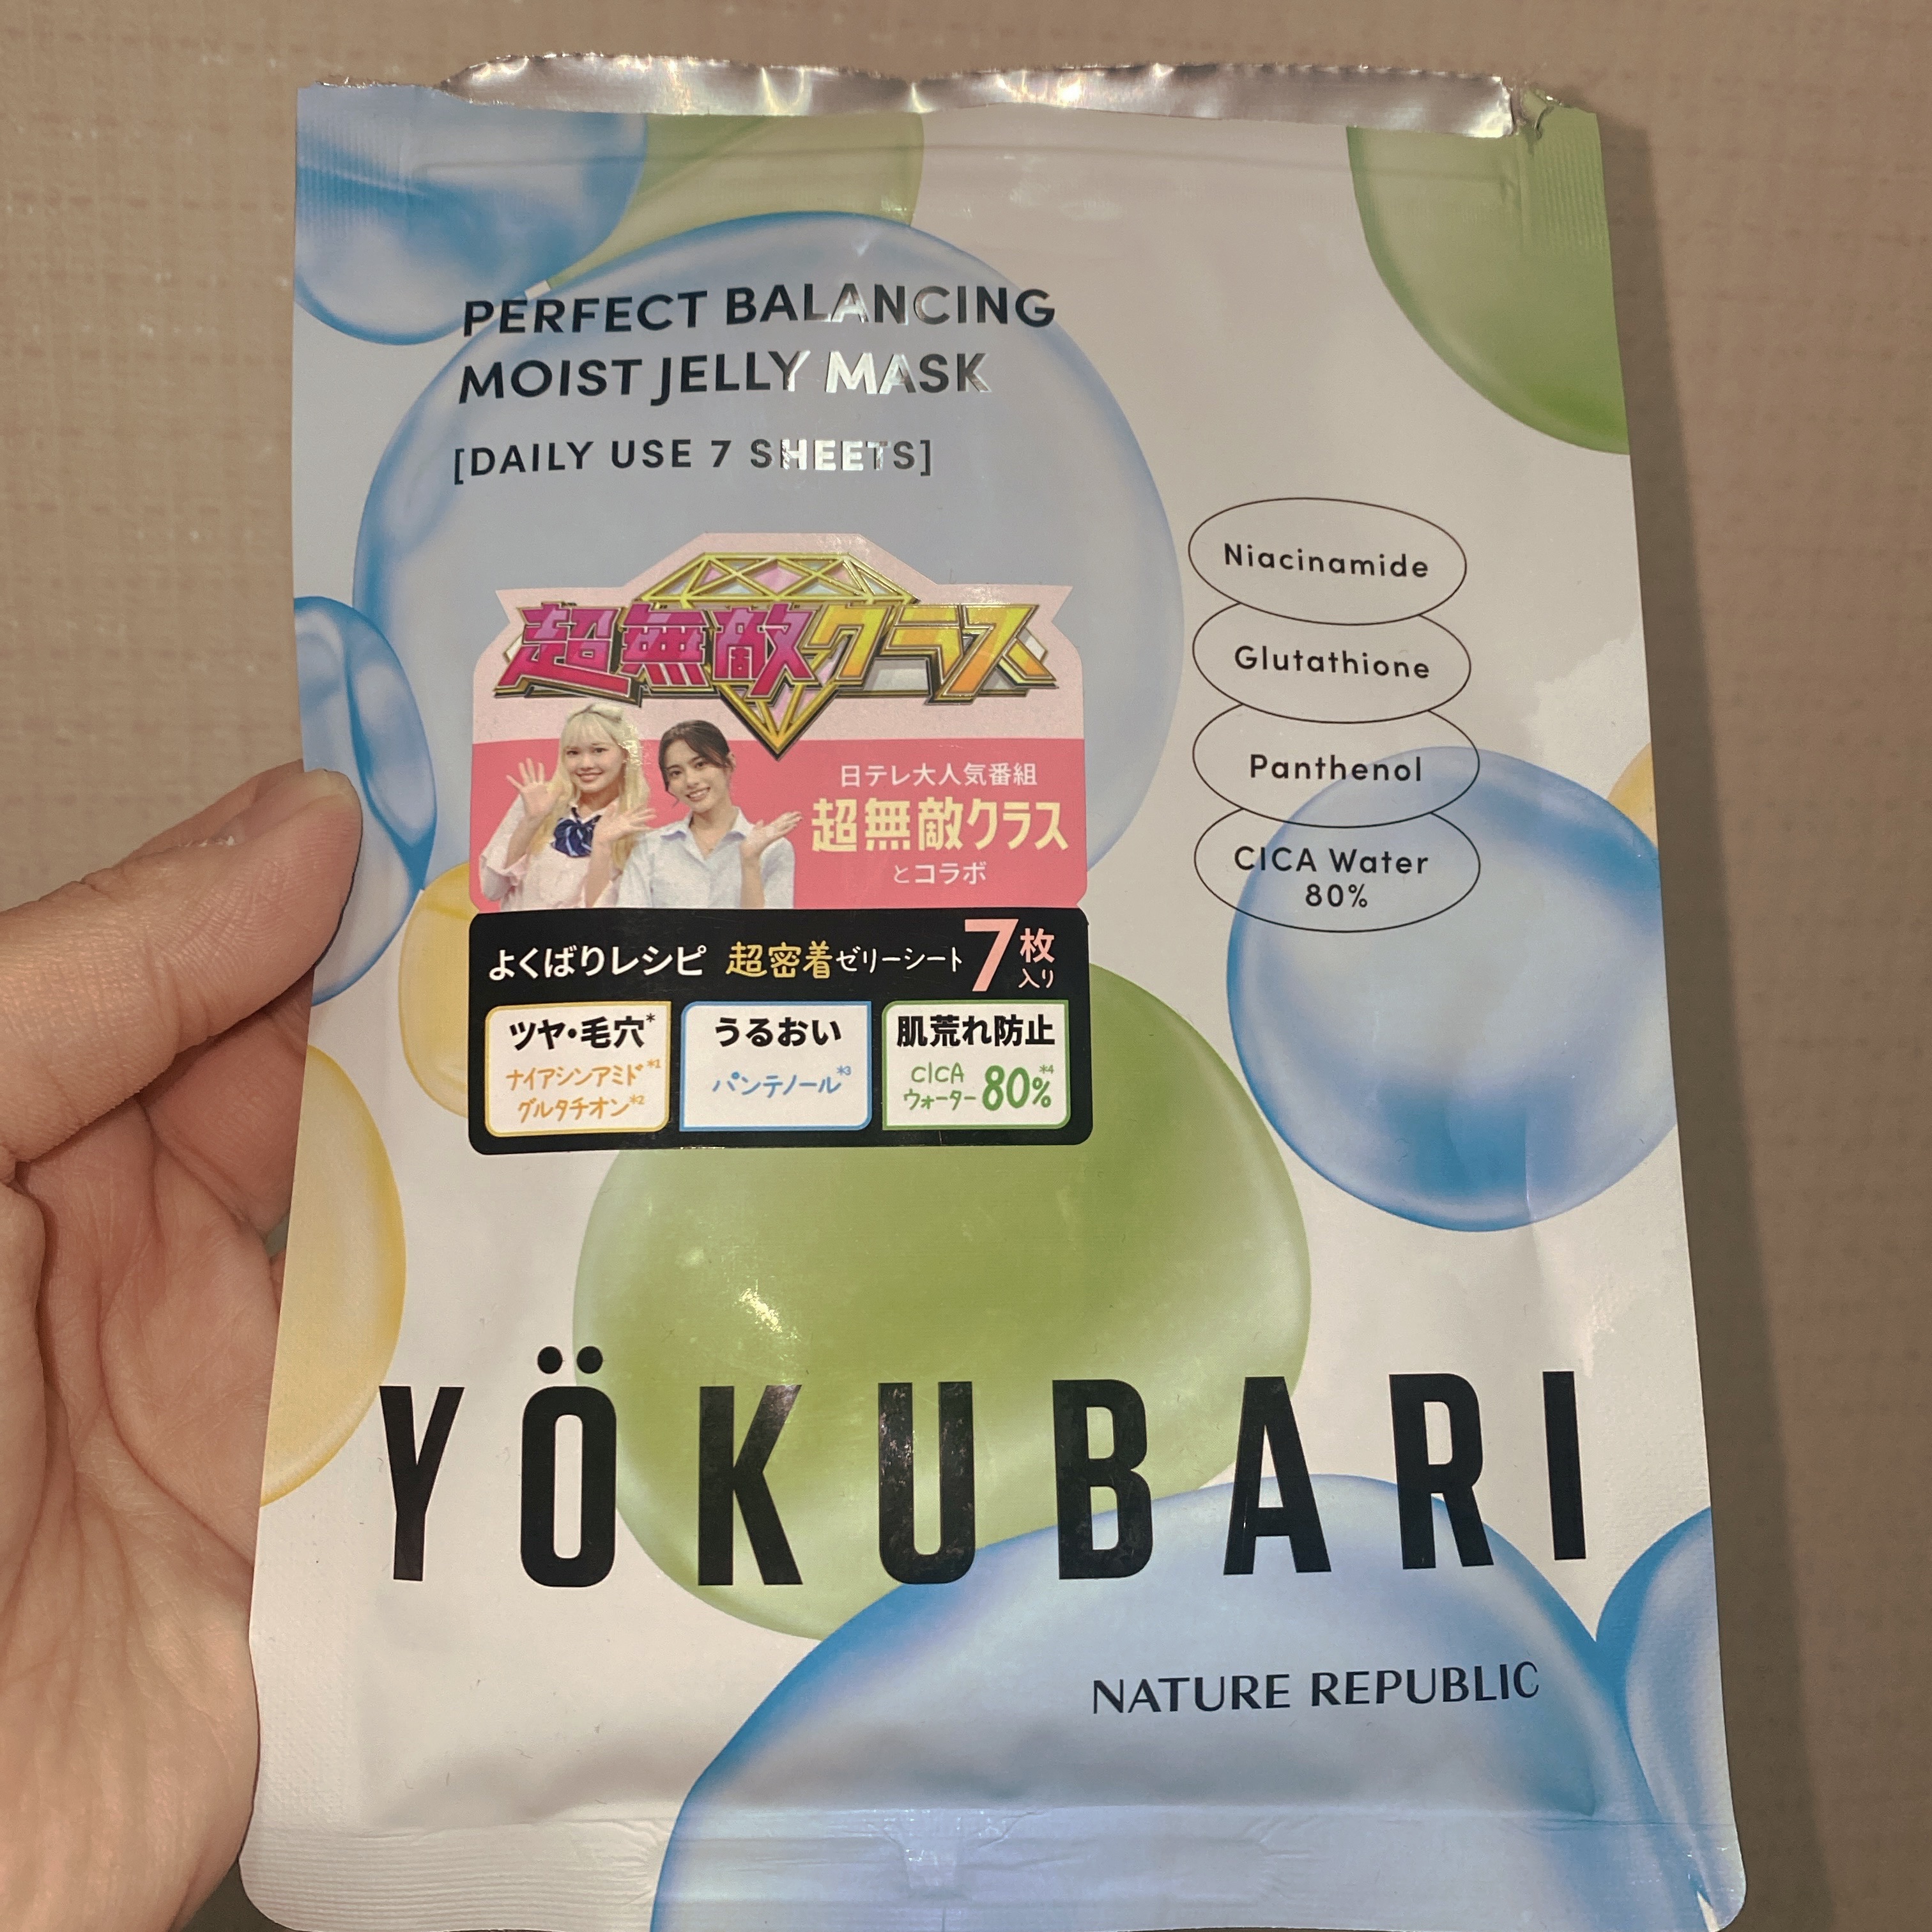 PERFECT BALANCING
MOIST JELLY MASK
[DAILY USE 7 SHEETS]
Niacinamide
Glutathione
Panthenol
CICA Water
80%
超無敵クラス
日テレ大人気番組
超無敵クラス
とコラボ
よくばりレシピ 超密着ゼリーシート 7枚入り
ツヤ・毛穴*
ナイアシンアミド*1
グルタチオン*2
うるおい
パンテノール*3
肌荒れ防止
CICA
ウォーター 80%*4
YÖKUBARI
NATURE REPUBLIC